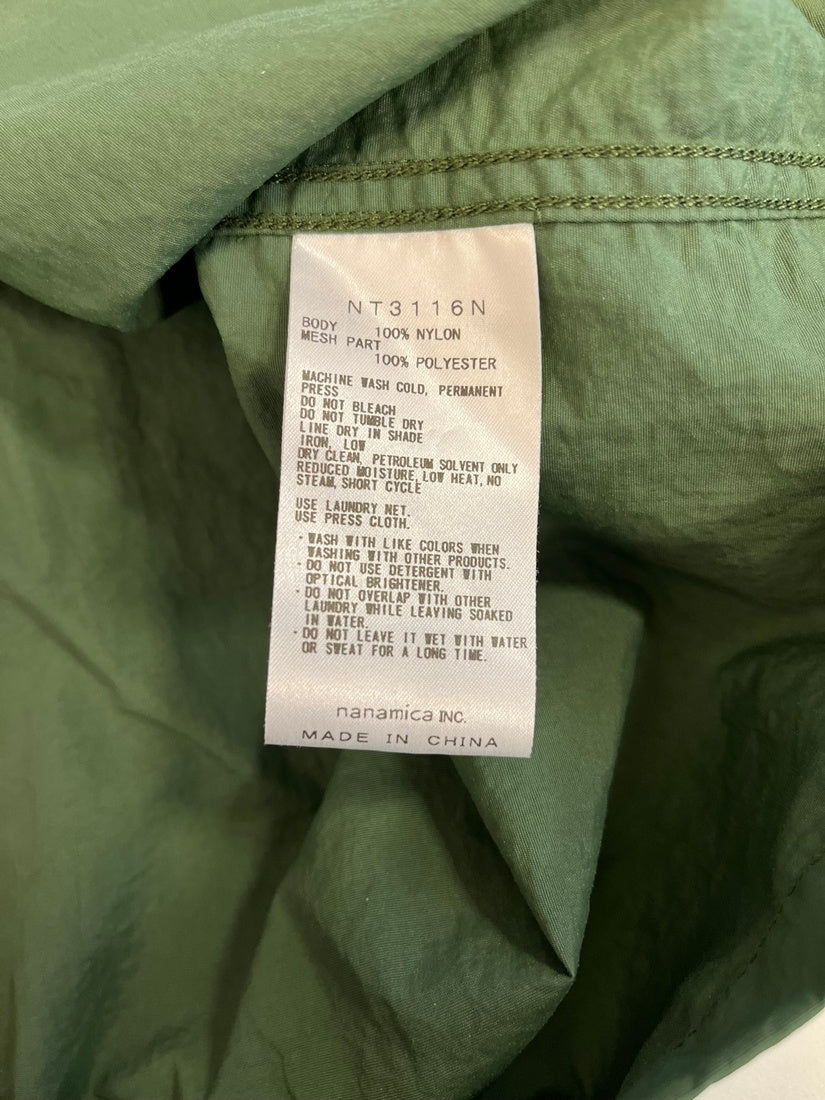 NT3116N
BODY 100% NYLON
MESH PART
100% POLYESTER
MACHINE WASH COLD, PERMANENT
PRESS
DO NOT BLEACH
DO NOT TUMBLE DRY
LINE DRY IN SHADE
IRON, LOW
DRY CLEAN, PETROLEUM SOLVENT ONLY
REDUCED MOISTURE, LOW HEAT, NO
STEAM, SHORT CYCLE
USE LAUNDRY NET.
USE PRESS CLOTH.
・WASH WITH LIKE COLORS WHEN
WASHING WITH OTHER PRODUCTS.
・DO NOT USE DETERGENT WITH
OPTICAL BRIGHTENER.
・DO NOT OVERLAP WITH OTHER
LAUNDRY WHILE LEAVING SOAKED
IN WATER.
・DO NOT LEAVE IT WET WITH WATER
OR SWEAT FOR A LONG TIME.
nanamica INC.
MADE IN CHINA